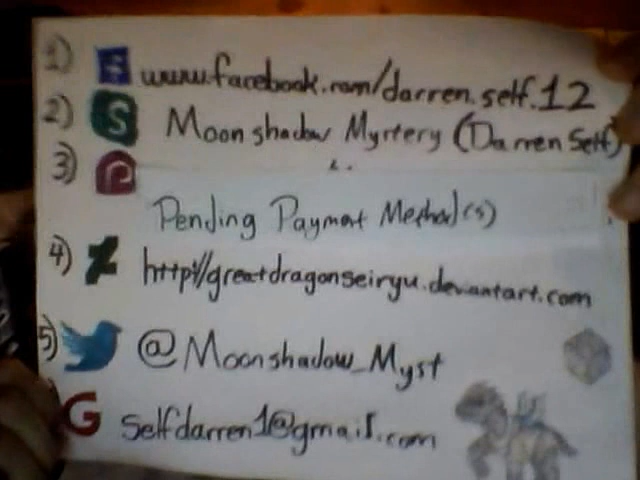 1) f www.facebook.com/darren.self.12
2) S Moonshadow Mystery (Darren Self)
3) P
Pending Payment Method(s)
4) http://greatdragonseiryu.deviantart.com
5) @Moonshadow_Myst
G selfdarren1@gmail.com